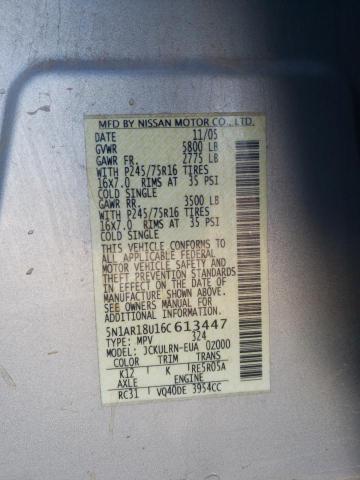 MFD BY NISSAN MOTOR CO., LTD.
DATE 11/05
GVWR 5800 LB
GAWR FR. 2775 LB
WITH P245/75R16 TIRES
16x7.0 RIMS AT 35 PSI
COLD SINGLE
GAWR RR. 3500 LB
WITH P245/75R16 TIRES
16x7.0 RIMS AT 35 PSI
COLD SINGLE
THIS VEHICLE CONFORMS TO
ALL APPLICABLE FEDERAL
MOTOR VEHICLE SAFETY AND
THEFT PREVENTION STANDARDS
IN EFFECT ON THE DATE OF
MANUFACTURE SHOWN ABOVE.
SEE OWNERS MANUAL FOR
ADDITIONAL INFORMATION
5N1AR18U16C613447
TYPE: MPV 324
MODEL: JCKULRN-EUA 02000
COLOR TRIM TRANS
K12 K RE5R05A
AXLE ENGINE
RC31 VQ40DE 3954CC